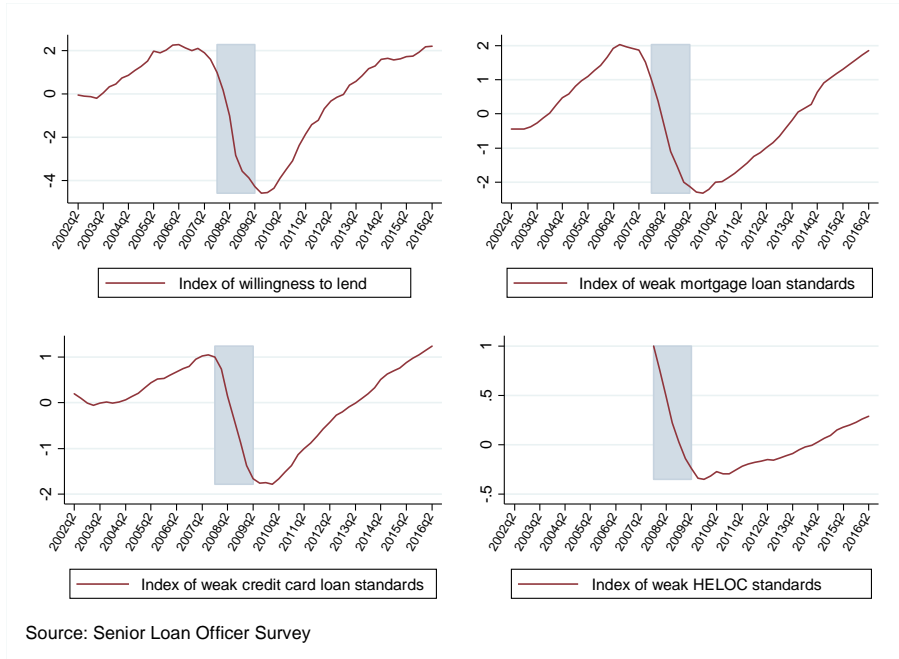 2
0
-2
-4
2002q2
2003q2
2004q2
2005q2
2006q2
2007q2
2008q2
2009q2
2010q2
2011q2
2012q2
2013q2
2014q2
2015q2
2016q2
Index of willingness to lend
2
1
0
-1
-2
2002q2
2003q2
2004q2
2005q2
2006q2
2007q2
2008q2
2009q2
2010q2
2011q2
2012q2
2013q2
2014q2
2015q2
2016q2
Index of weak mortgage loan standards
1
0
-1
-2
2002q2
2003q2
2004q2
2005q2
2006q2
2007q2
2008q2
2009q2
2010q2
2011q2
2012q2
2013q2
2014q2
2015q2
2016q2
Index of weak credit card loan standards
1
.5
0
-.5
2002q2
2003q2
2004q2
2005q2
2006q2
2007q2
2008q2
2009q2
2010q2
2011q2
2012q2
2013q2
2014q2
2015q2
2016q2
Index of weak HELOC standards
Source: Senior Loan Officer Survey